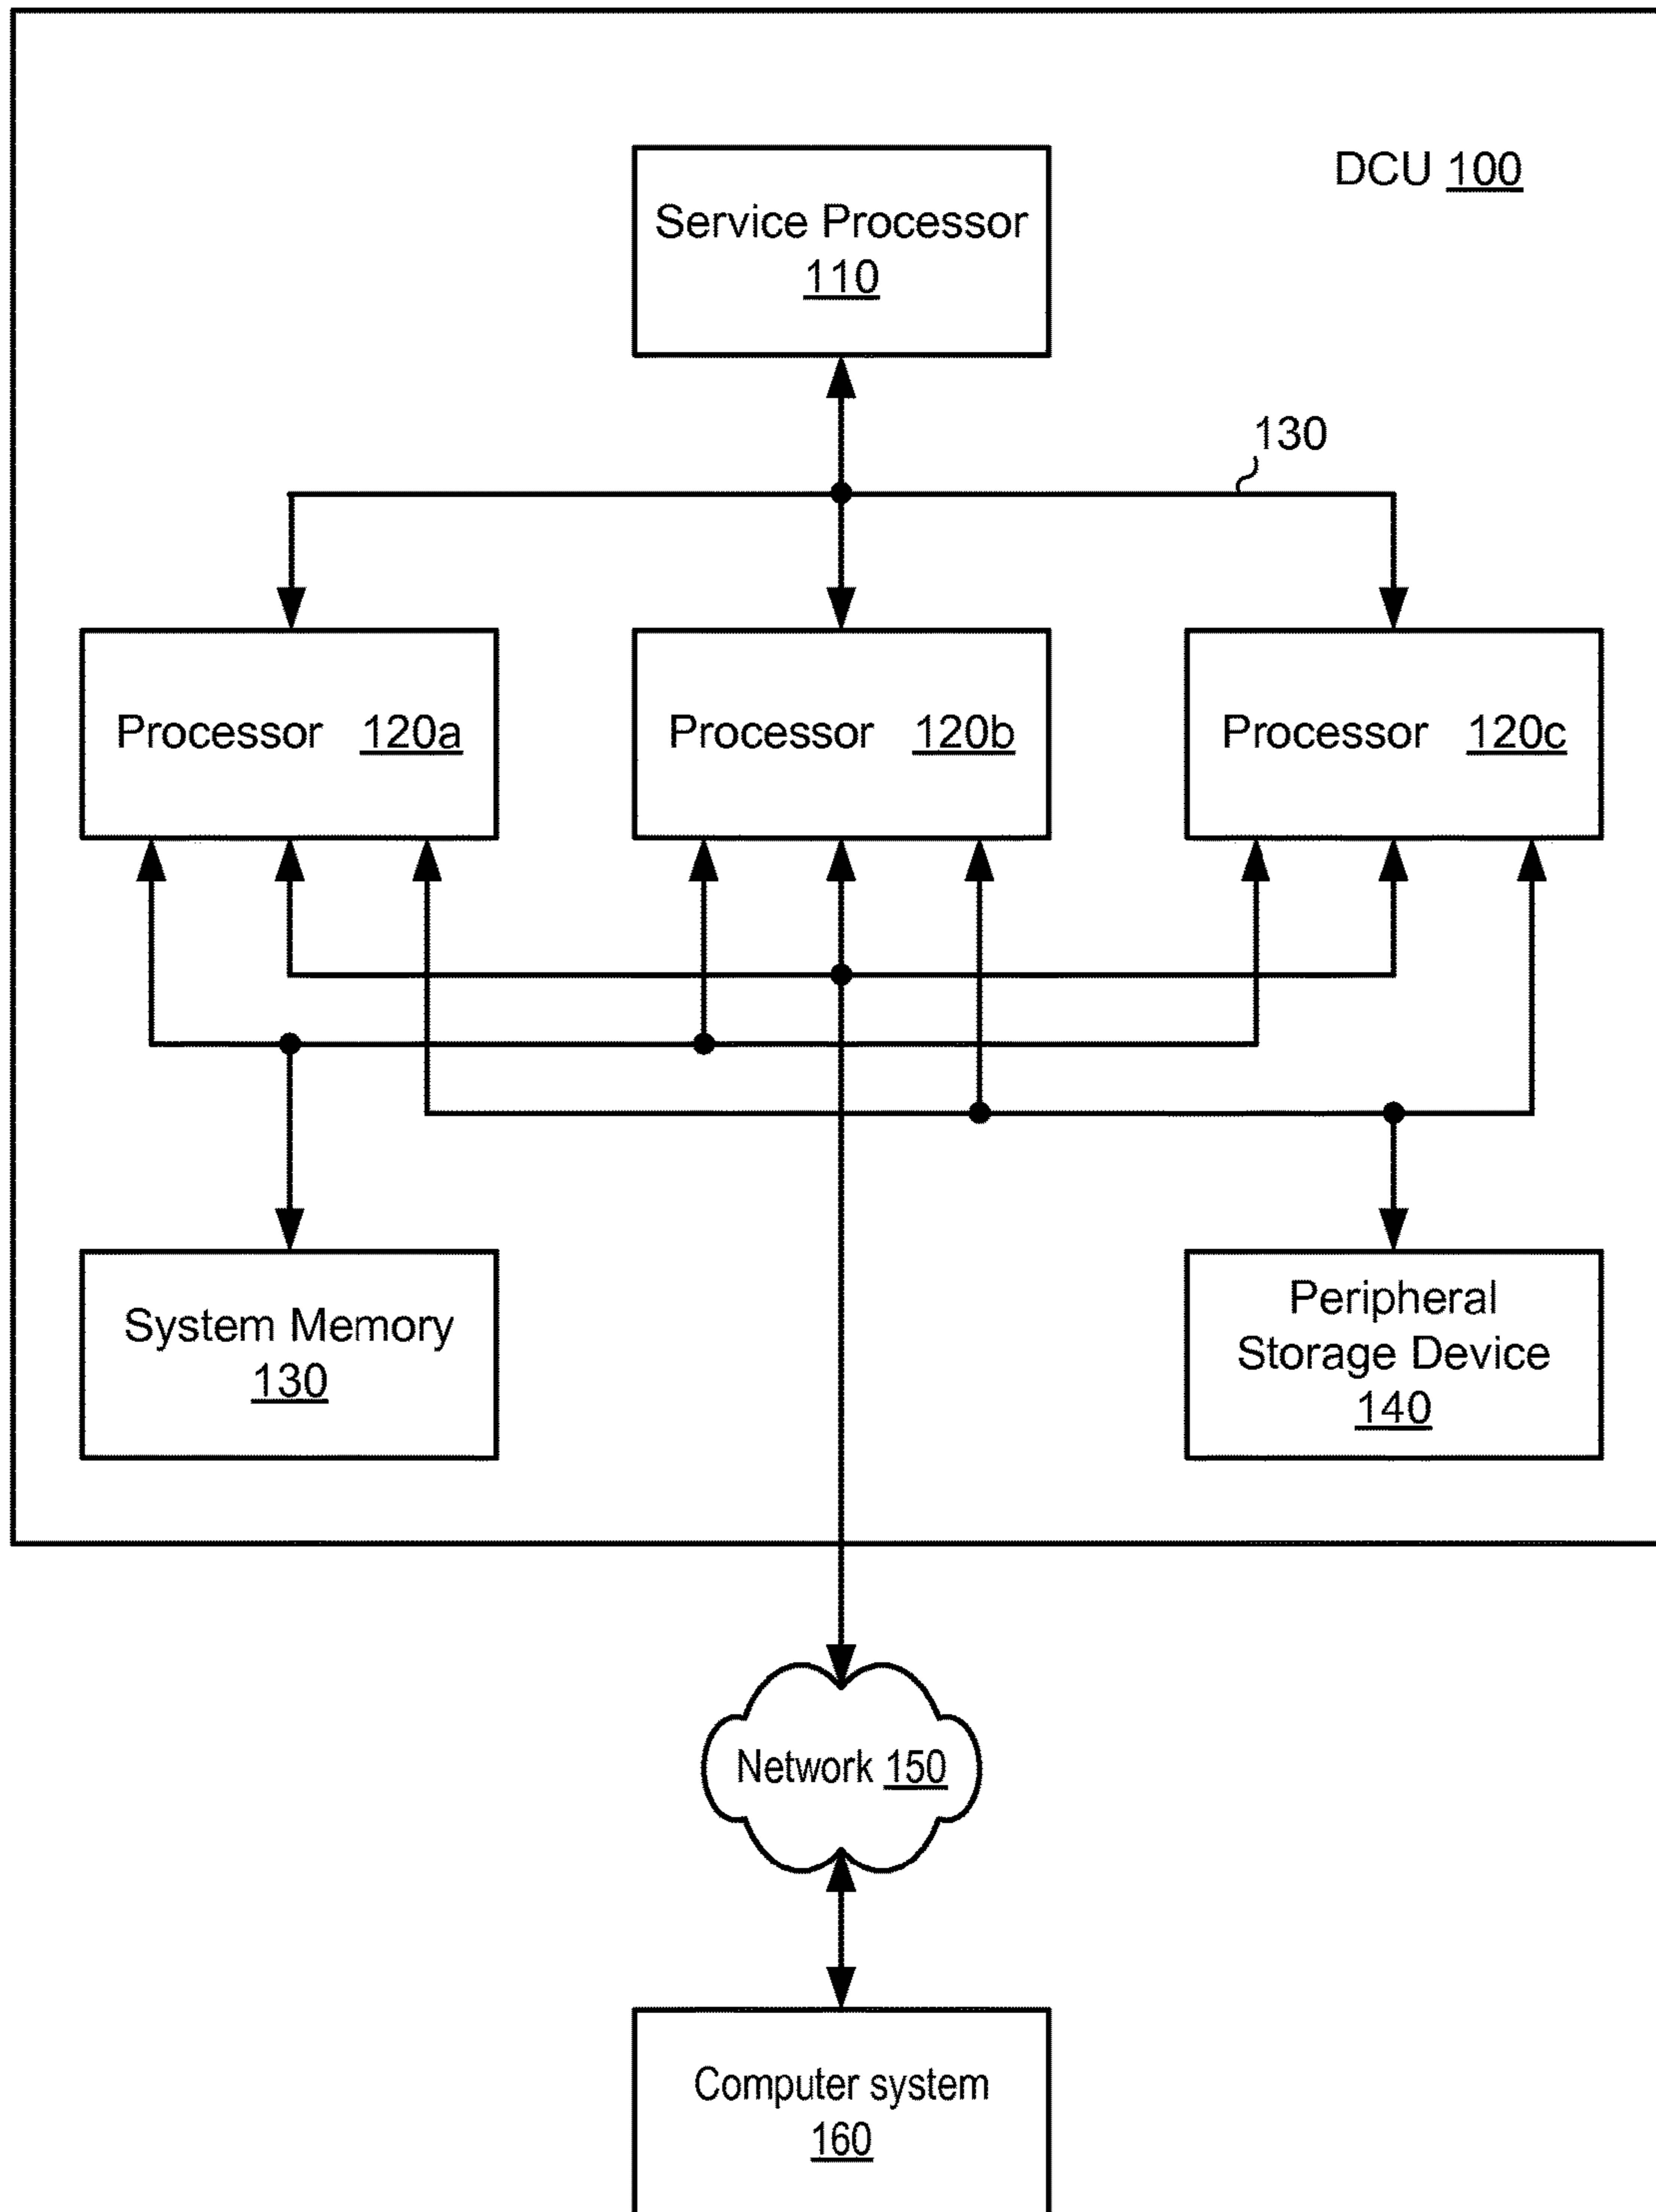 DCU 100
Service Processor
110
130
Processor 120a
Processor 120b
Processor 120c
System Memory
130
Peripheral
Storage Device
140
Network 150
Computer system
160